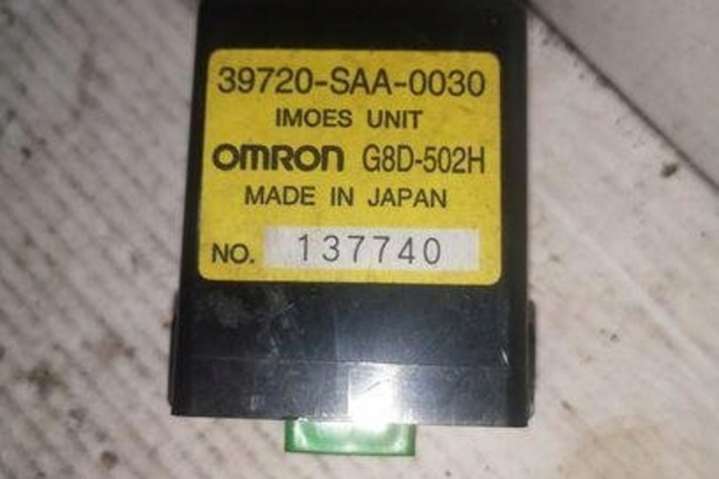 39720-SAA-0030
IMOES UNIT
OMRON G8D-502H
MADE IN JAPAN
NO. 137740